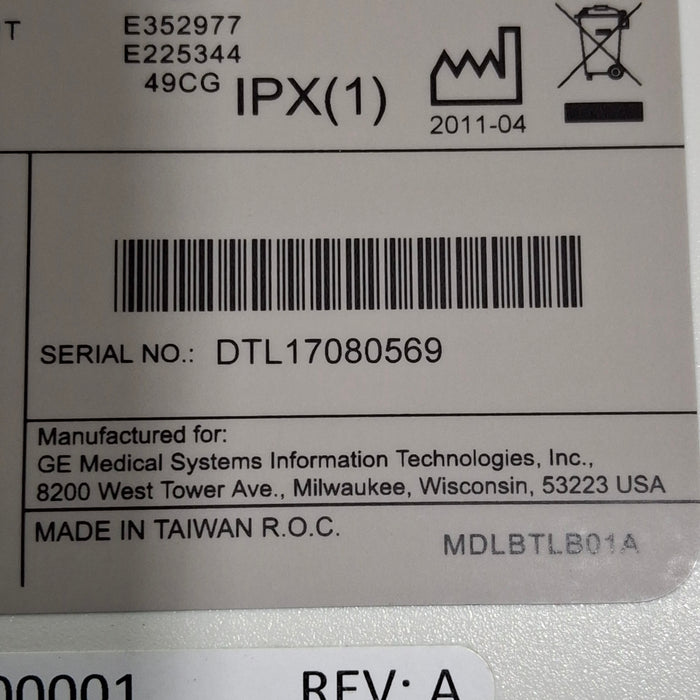 T
E352977
E225344
49CG IPX(1)
2011-04
SERIAL NO.: DTL17080569
Manufactured for:
GE Medical Systems Information Technologies, Inc.,
8200 West Tower Ave., Milwaukee, Wisconsin, 53223 USA
MADE IN TAIWAN R.O.C.
MDLBTLB01A
00001 REV: A